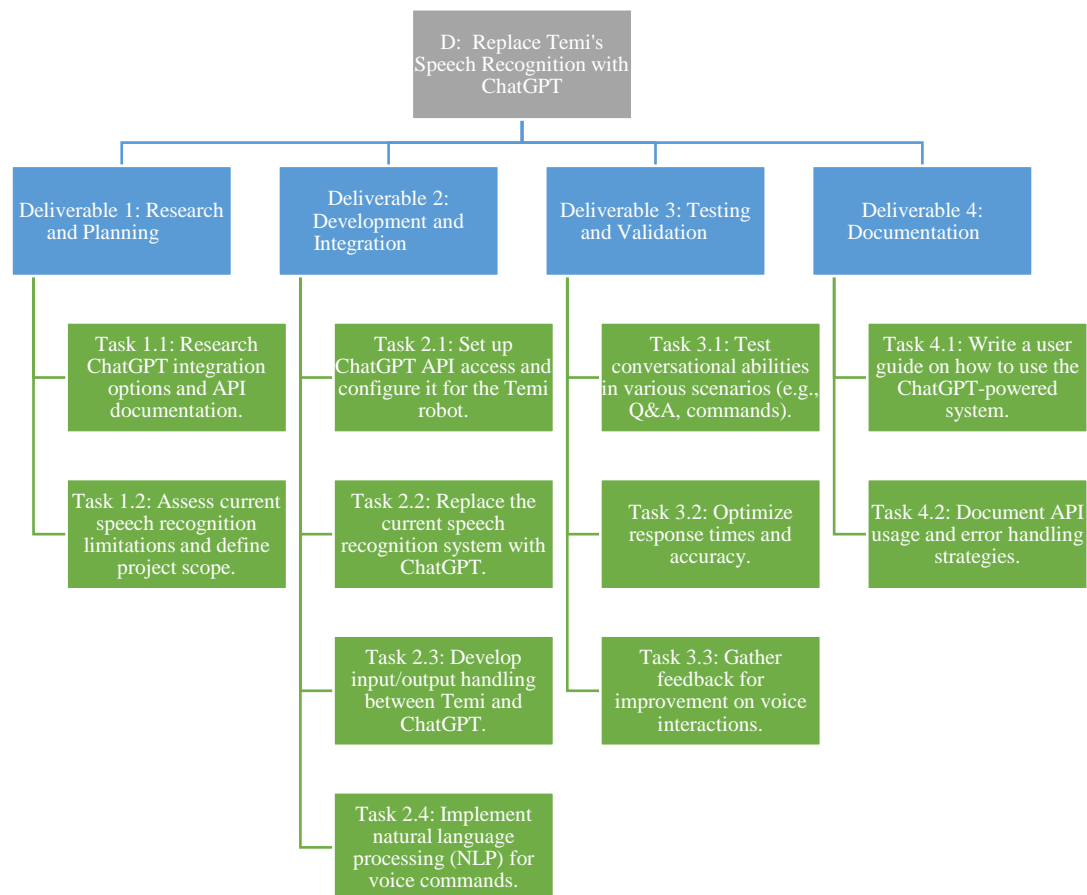 D: Replace Temi's
Speech Recognition with
ChatGPT
Deliverable 1: Research
and Planning
Task 1.1: Research
ChatGPT integration
options and API
documentation.
Task 1.2: Assess current
speech recognition
limitations and define
project scope.
Deliverable 2:
Development and
Integration
Task 2.1: Set up
ChatGPT API access and
configure it for the Temi
robot.
Task 2.2: Replace the
current speech
recognition system with
ChatGPT.
Task 2.3: Develop
input/output handling
between Temi and
ChatGPT.
Task 2.4: Implement
natural language
processing (NLP) for
voice commands.
Deliverable 3: Testing
and Validation
Task 3.1: Test
conversational abilities
in various scenarios (e.g.,
Q&A, commands).
Task 3.2: Optimize
response times and
accuracy.
Task 3.3: Gather
feedback for
improvement on voice
interactions.
Deliverable 4:
Documentation
Task 4.1: Write a user
guide on how to use the
ChatGPT-powered
system.
Task 4.2: Document API
usage and error handling
strategies.